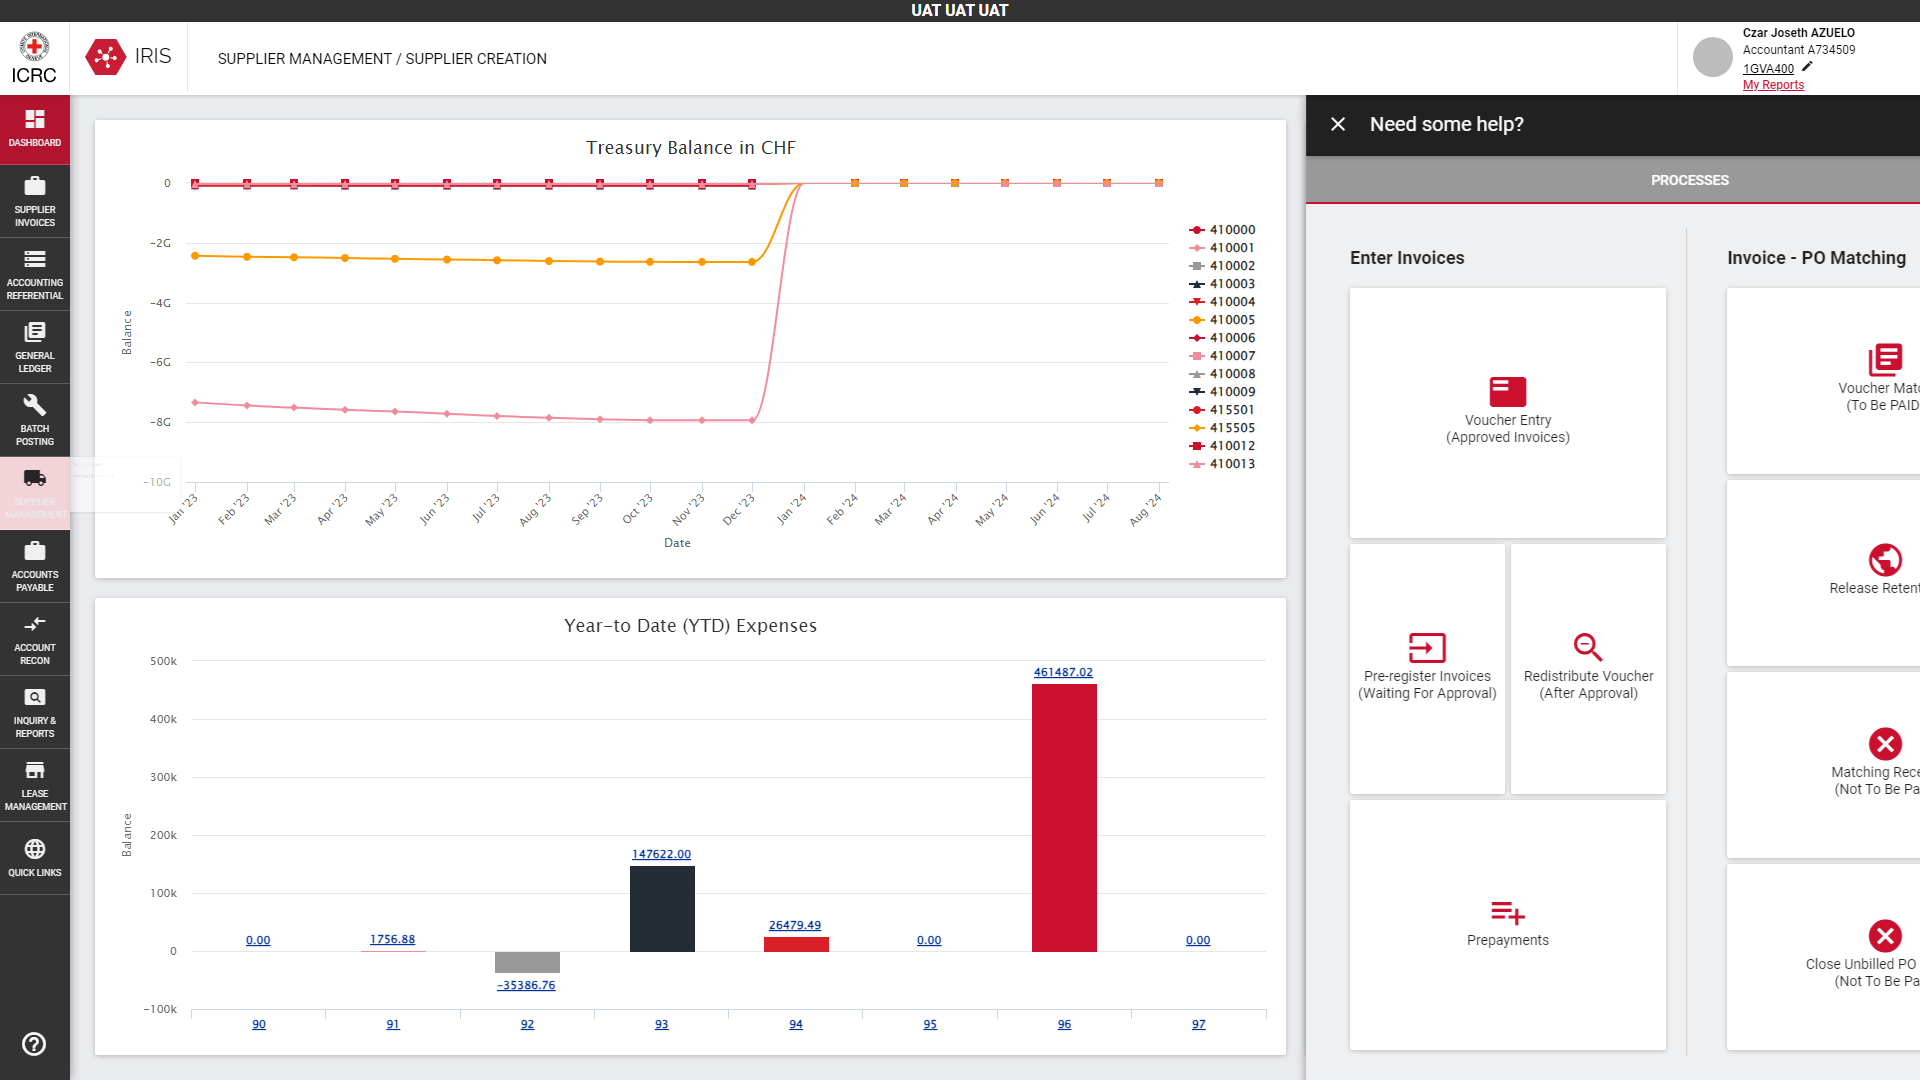 UAT UAT UAT
ICRC
IRIS
SUPPLIER MANAGEMENT / SUPPLIER CREATION
Czar Joseth AZUELO
Accountant A734509
1GVA400
My Reports
DASHBOARD
SUPPLIER
INVOICES
ACCOUNTING
REFERENTIAL
GENERAL
LEDGER
BATCH
POSTING
SUPPLIER
MANAGEMENT
ACCOUNTS
PAYABLE
ACCOUNT
RECON
INQUIRY &
REPORTS
LEASE
MANAGEMENT
QUICK LINKS
Treasury Balance in CHF
0
-2G
-4G
-6G
-8G
-10G
Balance
Jan '23
Feb '23
Mar '23
Apr '23
May '23
Jun '23
Jul '23
Aug '23
Sep '23
Oct '23
Nov '23
Dec '23
Jan '24
Feb '24
Mar '24
Apr '24
May '24
Jun '24
Jul '24
Aug '24
Date
410000
410001
410002
410003
410004
410005
410006
410007
410008
410009
415501
415505
410012
410013
Year-to Date (YTD) Expenses
500k
400k
300k
200k
100k
0
-100k
Balance
0.00
1756.88
-35386.76
147622.00
26479.49
0.00
461487.02
0.00
90
91
92
93
94
95
96
97
Need some help?
PROCESSES
Enter Invoices
Voucher Entry
(Approved Invoices)
Pre-register Invoices
(Waiting For Approval)
Redistribute Voucher
(After Approval)
Prepayments
Invoice - PO Matching
Voucher Matc
(To Be PAID
Release Retent
Matching Rece
(Not To Be Pa
Close Unbilled PO
(Not To Be Pa